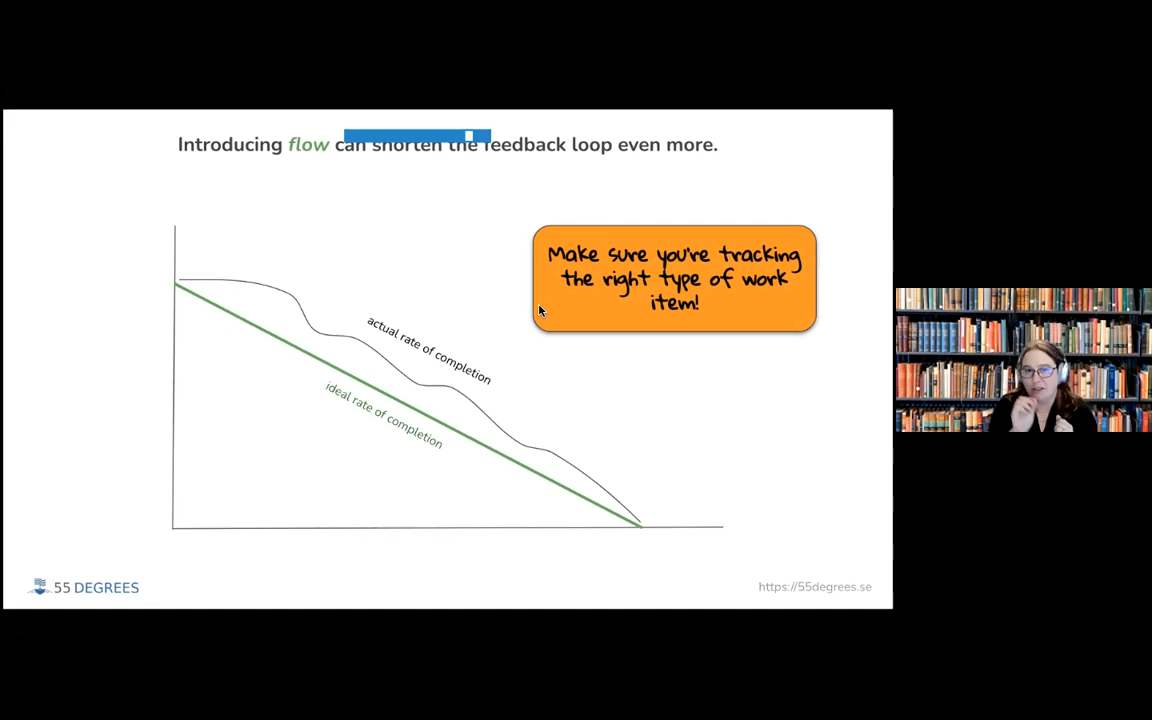 Introducing flow can shorten the feedback loop even more.
Make sure you're tracking
the right type of work
item!
actual rate of completion
ideal rate of completion
55 DEGREES
https://55degrees.se